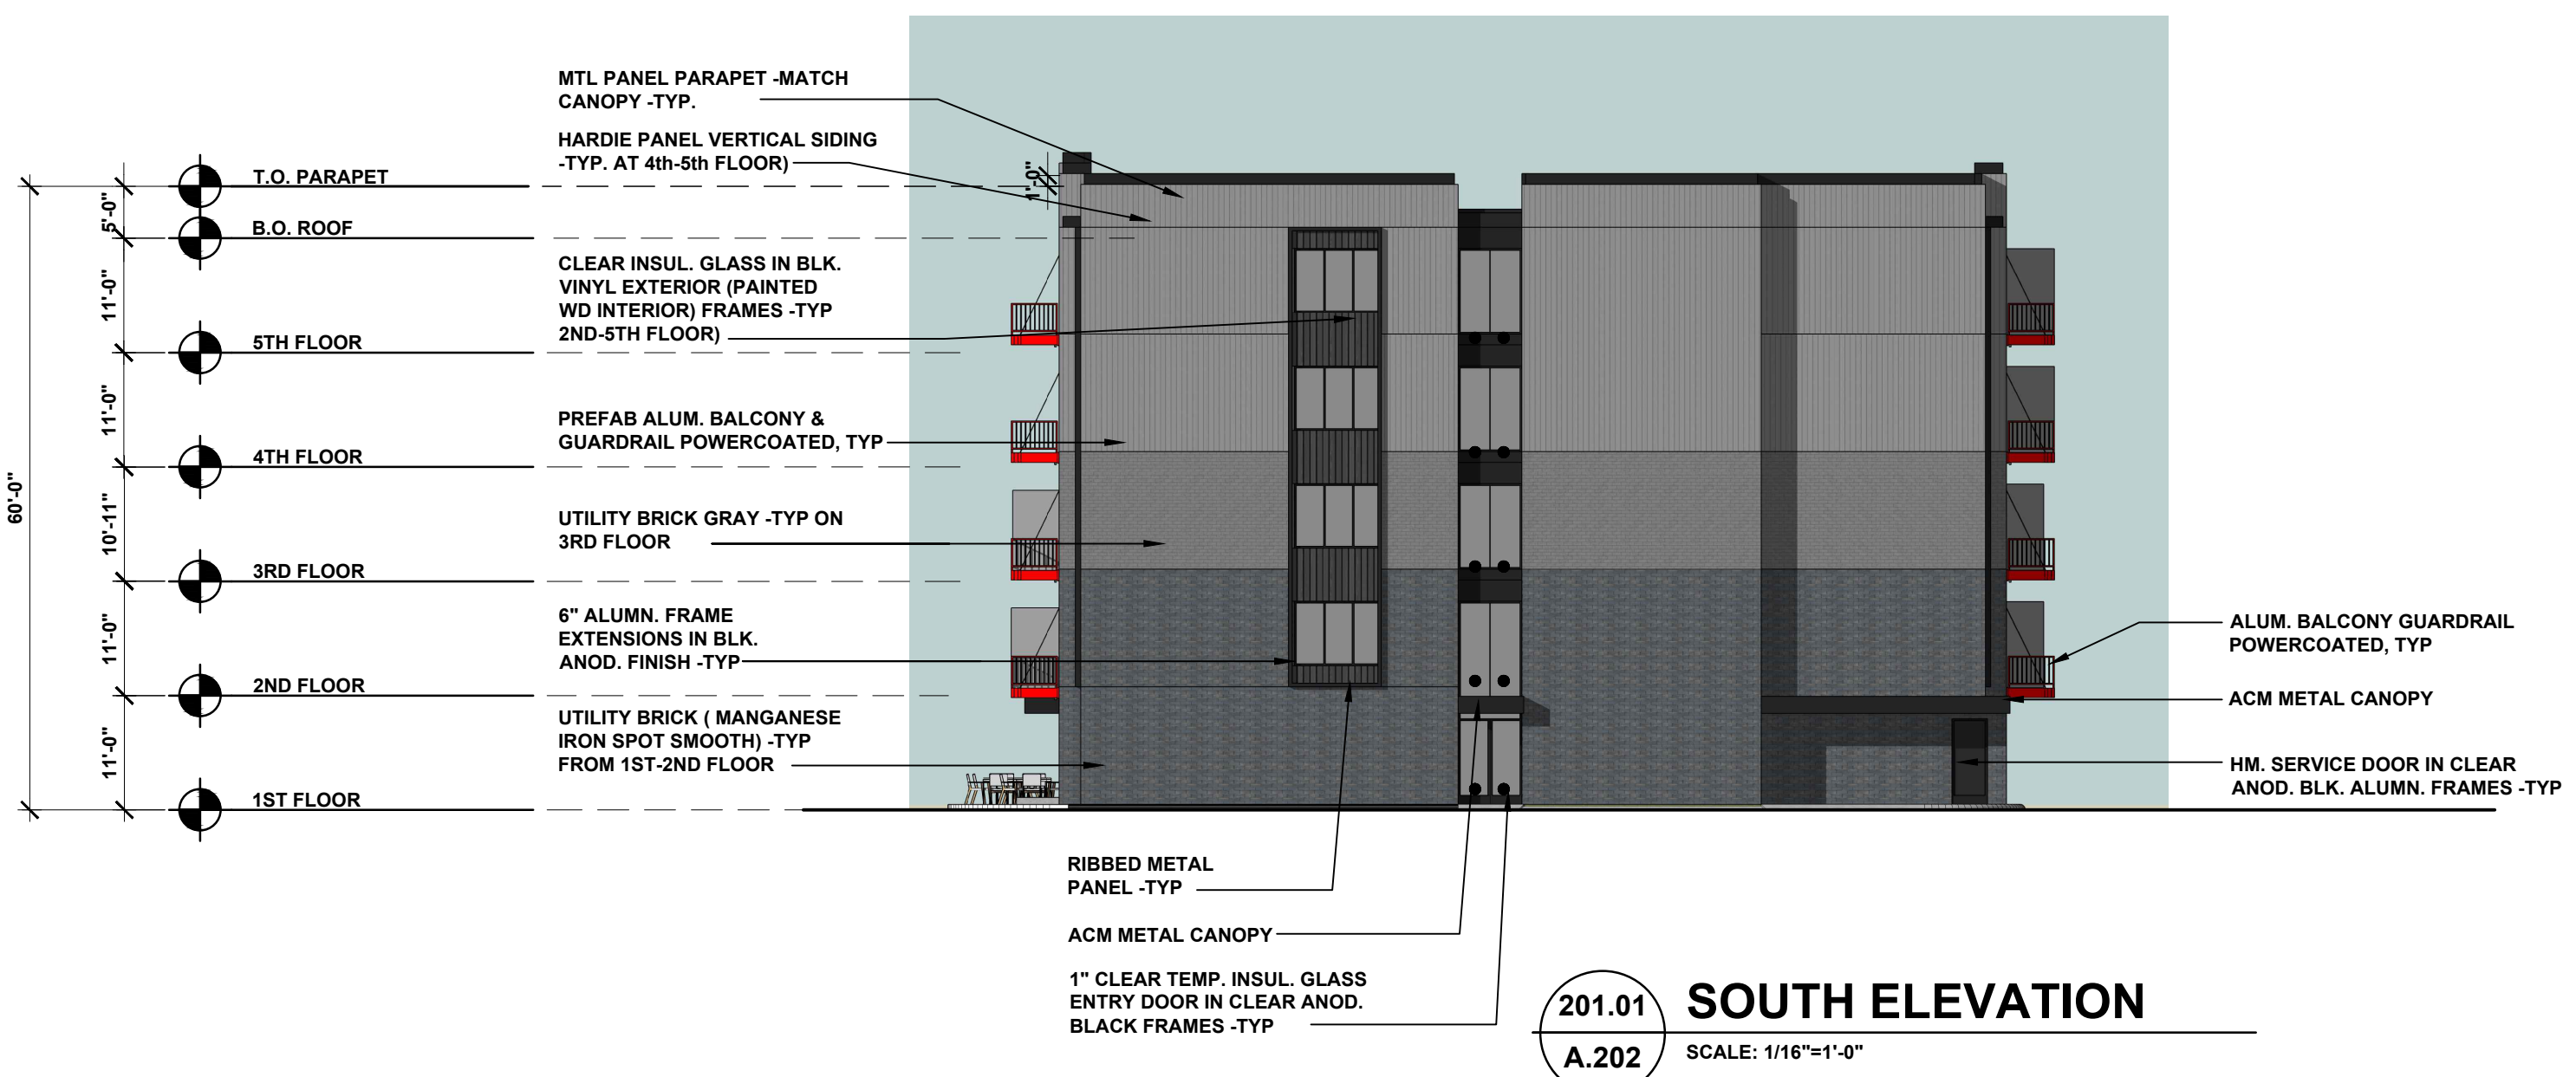 MTL PANEL PARAPET -MATCH
CANOPY -TYP.
HARDIE PANEL VERTICAL SIDING
-TYP. AT 4th-5th FLOOR)
CLEAR INSUL. GLASS IN BLK.
VINYL EXTERIOR (PAINTED
WD INTERIOR) FRAMES -TYP
2ND-5TH FLOOR)
PREFAB ALUM. BALCONY &
GUARDRAIL POWERCOATED, TYP
UTILITY BRICK GRAY -TYP ON
3RD FLOOR
6" ALUMN. FRAME
EXTENSIONS IN BLK.
ANOD. FINISH -TYP
UTILITY BRICK ( MANGANESE
IRON SPOT SMOOTH) -TYP
FROM 1ST-2ND FLOOR
T.O. PARAPET
B.O. ROOF
5TH FLOOR
4TH FLOOR
3RD FLOOR
2ND FLOOR
1ST FLOOR
60'-0"
5'-0"
11'-0"
11'-0"
10'-11"
11'-0"
11'-0"
1'-0"
ALUM. BALCONY GUARDRAIL
POWERCOATED, TYP
ACM METAL CANOPY
HM. SERVICE DOOR IN CLEAR
ANOD. BLK. ALUMN. FRAMES -TYP
RIBBED METAL
PANEL -TYP
ACM METAL CANOPY
1" CLEAR TEMP. INSUL. GLASS
ENTRY DOOR IN CLEAR ANOD.
BLACK FRAMES -TYP
201.01
A.202
SOUTH ELEVATION
SCALE: 1/16"=1'-0"